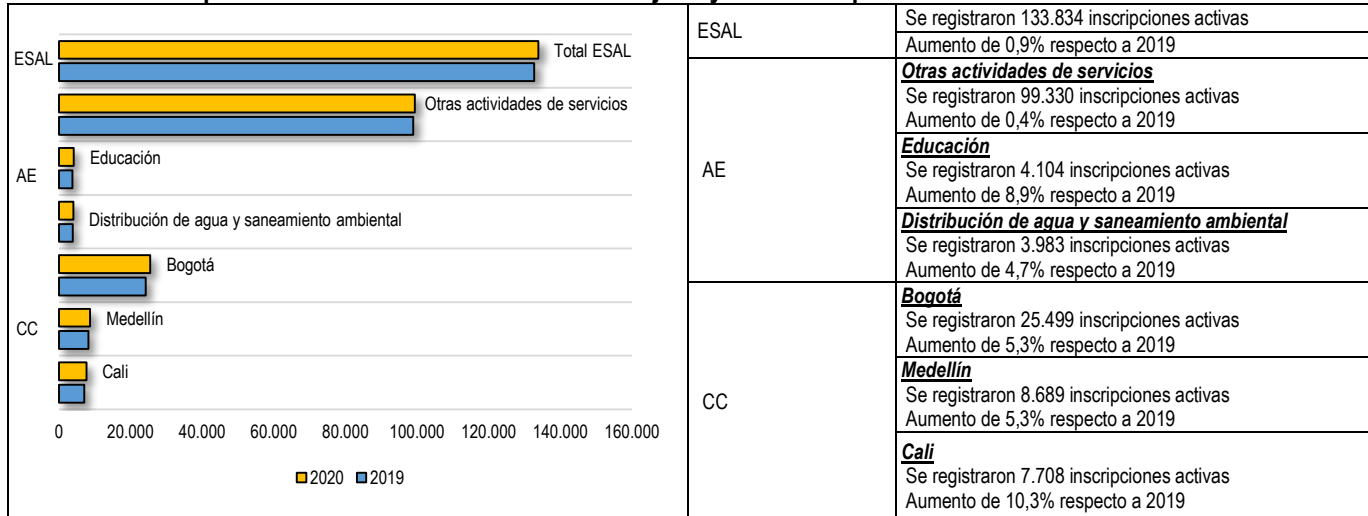 ESAL
Total ESAL
Otras actividades de servicios
AE
Educación
Distribución de agua y saneamiento ambiental
Bogotá
CC
Medellín
Cali
0 20.000 40.000 60.000 80.000 100.000 120.000 140.000 160.000
2020 2019
ESAL
Se registraron 133.834 inscripciones activas
Aumento de 0,9% respecto a 2019
AE
Otras actividades de servicios
Se registraron 99.330 inscripciones activas
Aumento de 0,4% respecto a 2019
Educación
Se registraron 4.104 inscripciones activas
Aumento de 8,9% respecto a 2019
Distribución de agua y saneamiento ambiental
Se registraron 3.983 inscripciones activas
Aumento de 4,7% respecto a 2019
CC
Bogotá
Se registraron 25.499 inscripciones activas
Aumento de 5,3% respecto a 2019
Medellín
Se registraron 8.689 inscripciones activas
Aumento de 5,3% respecto a 2019
Cali
Se registraron 7.708 inscripciones activas
Aumento de 10,3% respecto a 2019